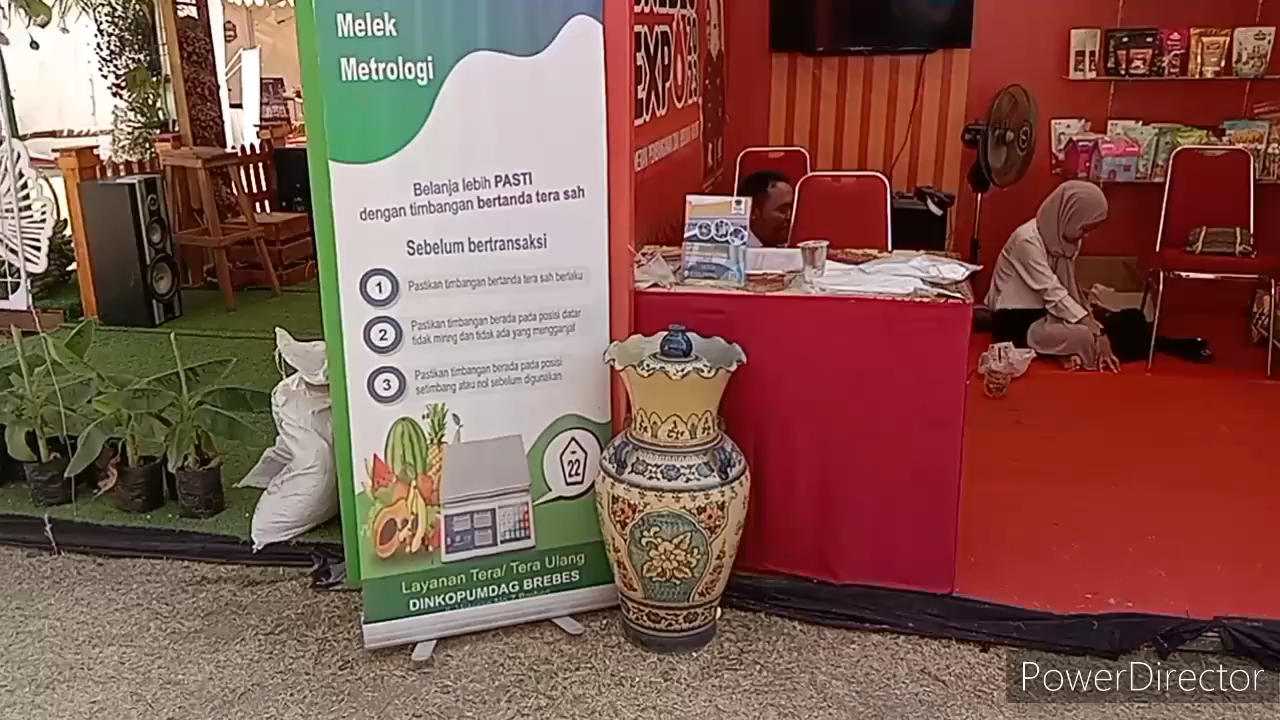 Melek
Metrologi
Belanja lebih PASTI
dengan timbangan bertanda tera sah
Sebelum bertransaksi
1 Pastikan timbangan bertanda tera sah berlaku
2 Pastikan timbangan berada pada posisi datar
tidak miring dan tidak ada yang mengganjal
3 Pastikan timbangan berada pada posisi
setimbang atau nol sebelum digunakan
22
Layanan Tera/ Tera Ulang
DINKOPUMDAG BREBES
EXPO 2023
PowerDirector